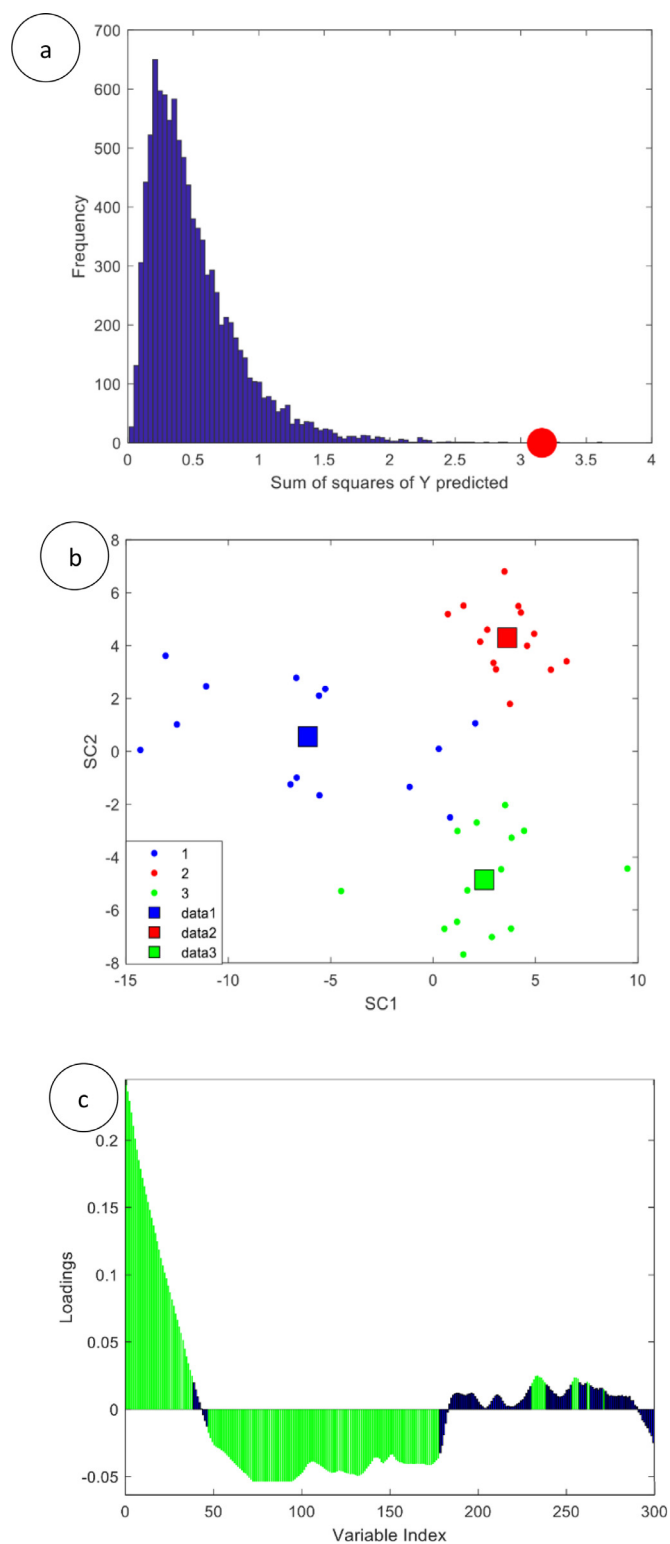 a
700
600
500
400
300
200
100
0
Frequency
0 0.5 1 1.5 2 2.5 3 3.5 4
Sum of squares of Y predicted
b
8
6
4
2
0
-2
-4
-6
-8
SC2
1
2
3
data1
data2
data3
-15 -10 -5 0 5 10
SC1
c
0.2
0.15
0.1
0.05
0
-0.05
Loadings
0 50 100 150 200 250 300
Variable Index